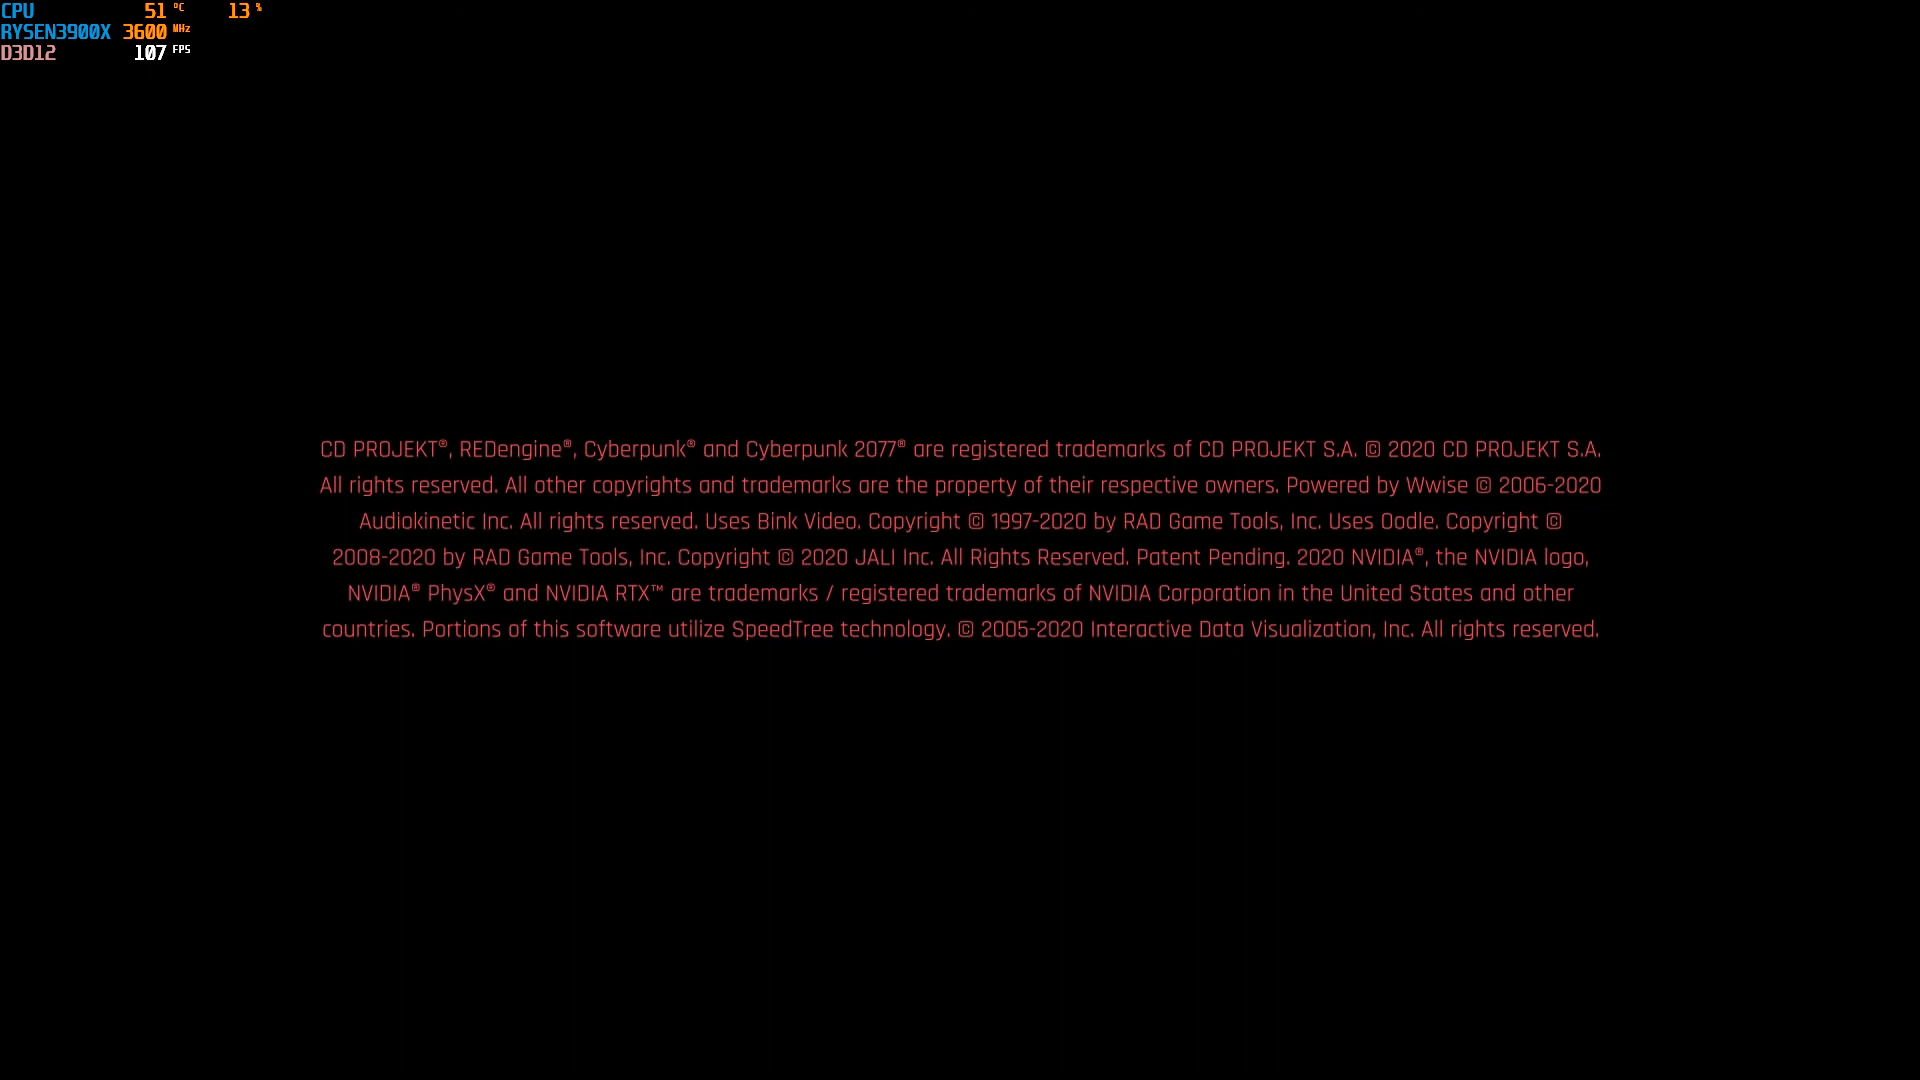 CPU 51 °C 13 %
RYSEN3900X 3600 MHz
D3D12 107 FPS
CD PROJEKT®, REDengine®, Cyberpunk® and Cyberpunk 2077® are registered trademarks of CD PROJEKT S.A. © 2020 CD PROJEKT S.A.
All rights reserved. All other copyrights and trademarks are the property of their respective owners. Powered by Wwise © 2006-2020
Audiokinetic Inc. All rights reserved. Uses Bink Video. Copyright © 1997-2020 by RAD Game Tools, Inc. Uses Oodle. Copyright ©
2008-2020 by RAD Game Tools, Inc. Copyright © 2020 JALI Inc. All Rights Reserved. Patent Pending. 2020 NVIDIA®, the NVIDIA logo,
NVIDIA® PhysX® and NVIDIA RTX™ are trademarks / registered trademarks of NVIDIA Corporation in the United States and other
countries. Portions of this software utilize SpeedTree technology. © 2005-2020 Interactive Data Visualization, Inc. All rights reserved.